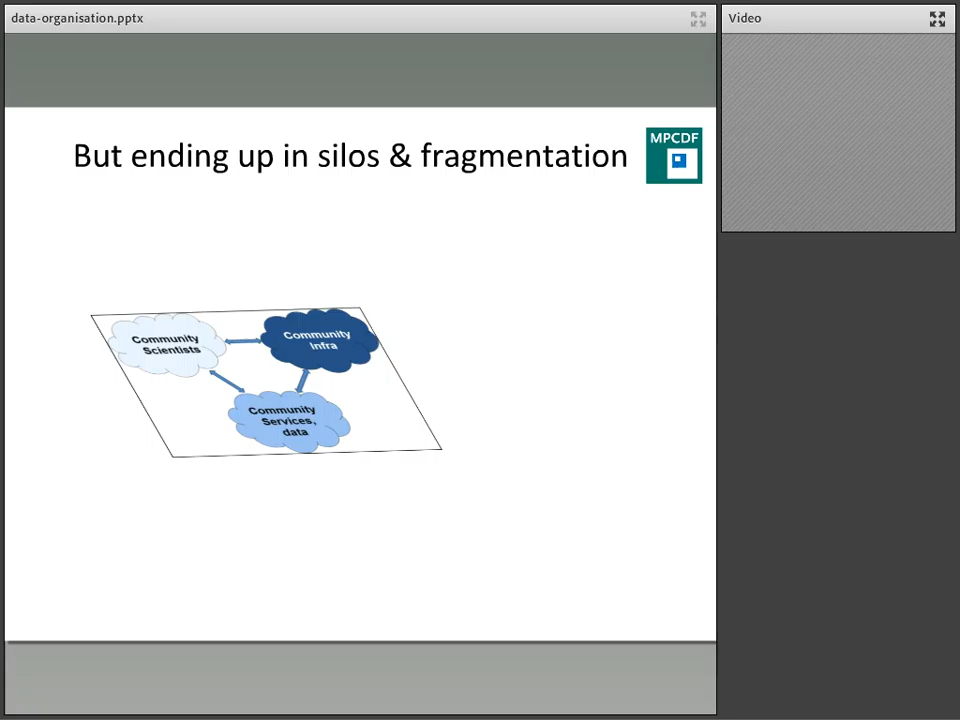 data-organisation.pptx
Video
But ending up in silos & fragmentation
MPCDF
Community
Scientists
Community
Infra
Community
Services,
data